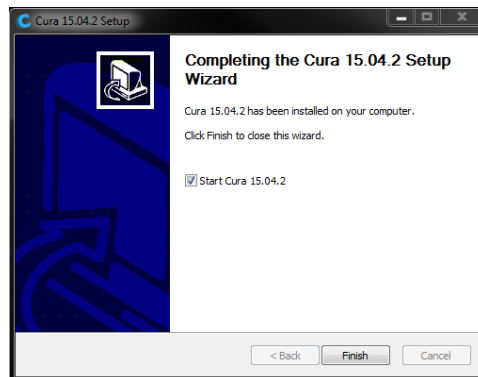 Cura 15.04.2 Setup
Completing the Cura 15.04.2 Setup
Wizard
Cura 15.04.2 has been installed on your computer.
Click Finish to close this wizard.
Start Cura 15.04.2
< Back Finish Cancel